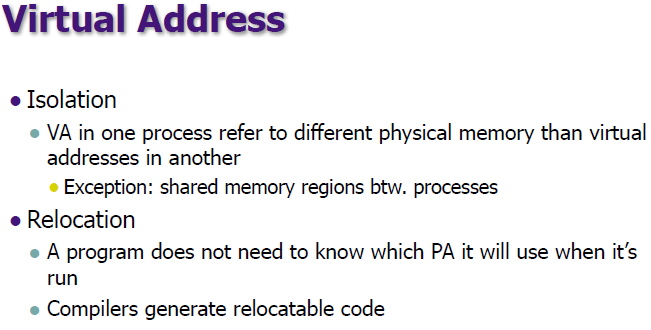 Virtual Address
Isolation
VA in one process refer to different physical memory than virtual
addresses in another
Exception: shared memory regions btw. processes
Relocation
A program does not need to know which PA it will use when it's
run
Compilers generate relocatable code